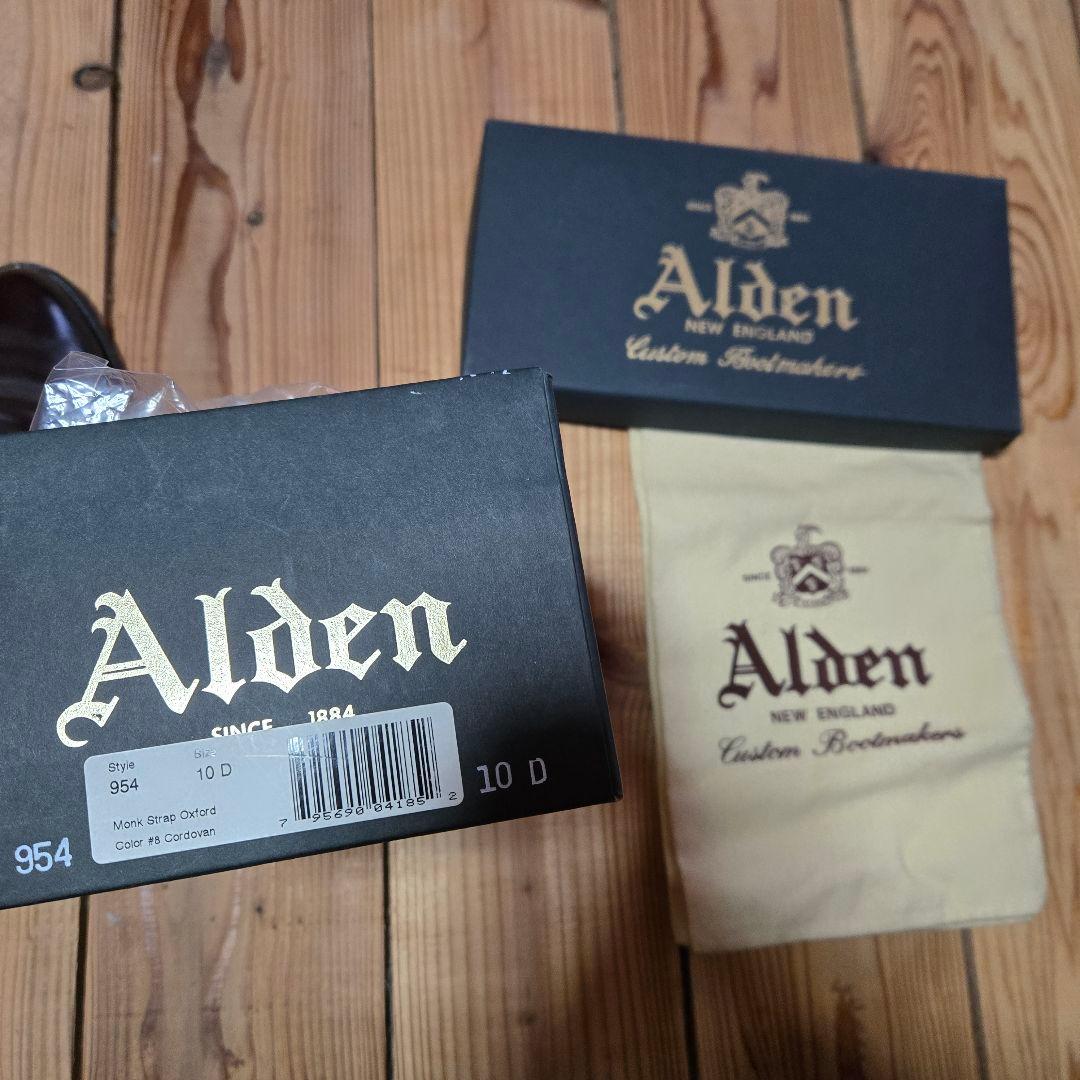 SINCE 1884
Alden
NEW ENGLAND
Custom Bootmakers
Alden
SINCE 1884
Style
954
Size
10 D
Monk Strap Oxford
Color #8 Cordovan
7 95690 04185 2
954
10 D
SINCE 1884
Alden
NEW ENGLAND
Custom Bootmakers